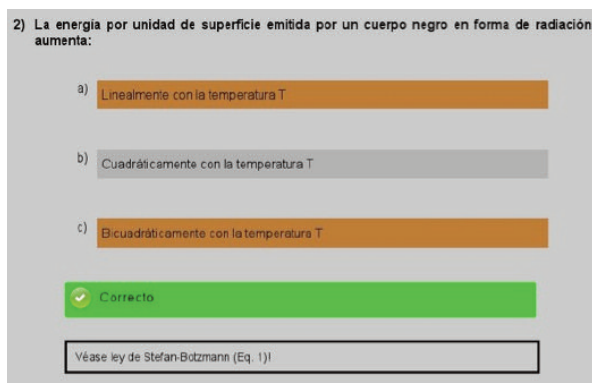 2) La energía por unidad de superficie emitida por un cuerpo negro en forma de radiación
aumenta:
a) Linealmente con la temperatura T
b) Cuadráticamente con la temperatura T
c) Bicuadráticamente con la temperatura T
Correcto
Véase ley de Stefan-Botzmann (Eq. 1)!